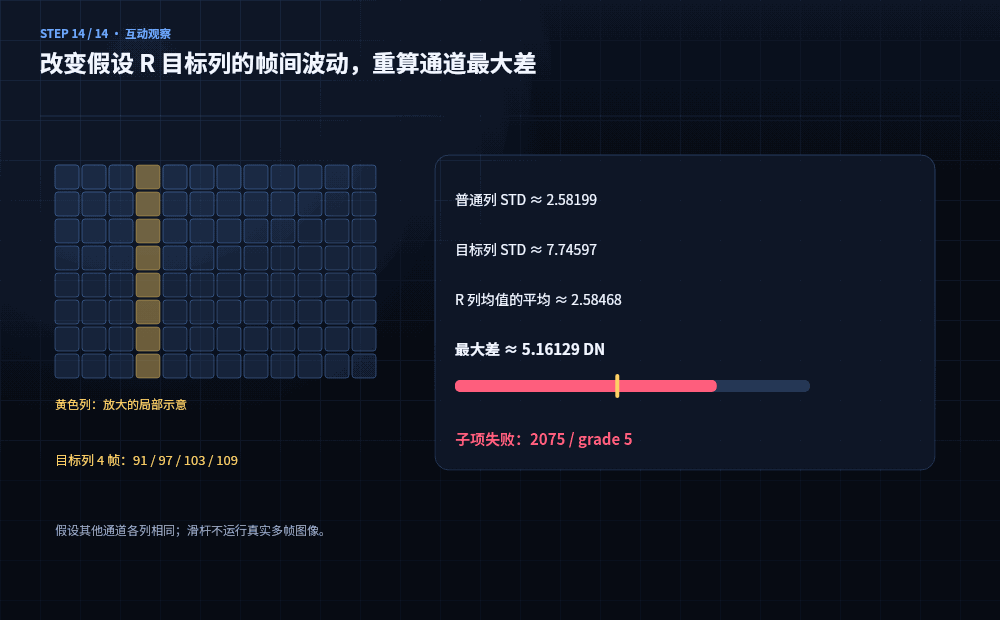 STEP 14 / 14 · 互动观察
改变假设 R 目标列的帧间波动，重算通道最大差
普通列 STD ≈ 2.58199
目标列 STD ≈ 7.74597
R 列均值的平均 ≈ 2.58468
最大差 ≈ 5.16129 DN
子项失败：2075 / grade 5
黄色列：放大的局部示意
目标列 4 帧：91 / 97 / 103 / 109
假设其他通道各列相同；滑杆不运行真实多帧图像。